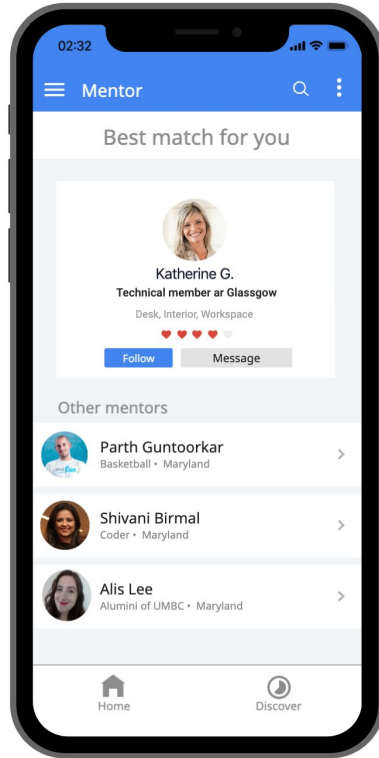 02:32
Mentor
Best match for you
Katherine G.
Technical member ar Glassgow
Desk, Interior, Workspace
Follow Message
Other mentors
Parth Guntoorkar
Basketball • Maryland
Shivani Birmal
Coder • Maryland
Alis Lee
Alumini of UMBC • Maryland
Home Discover